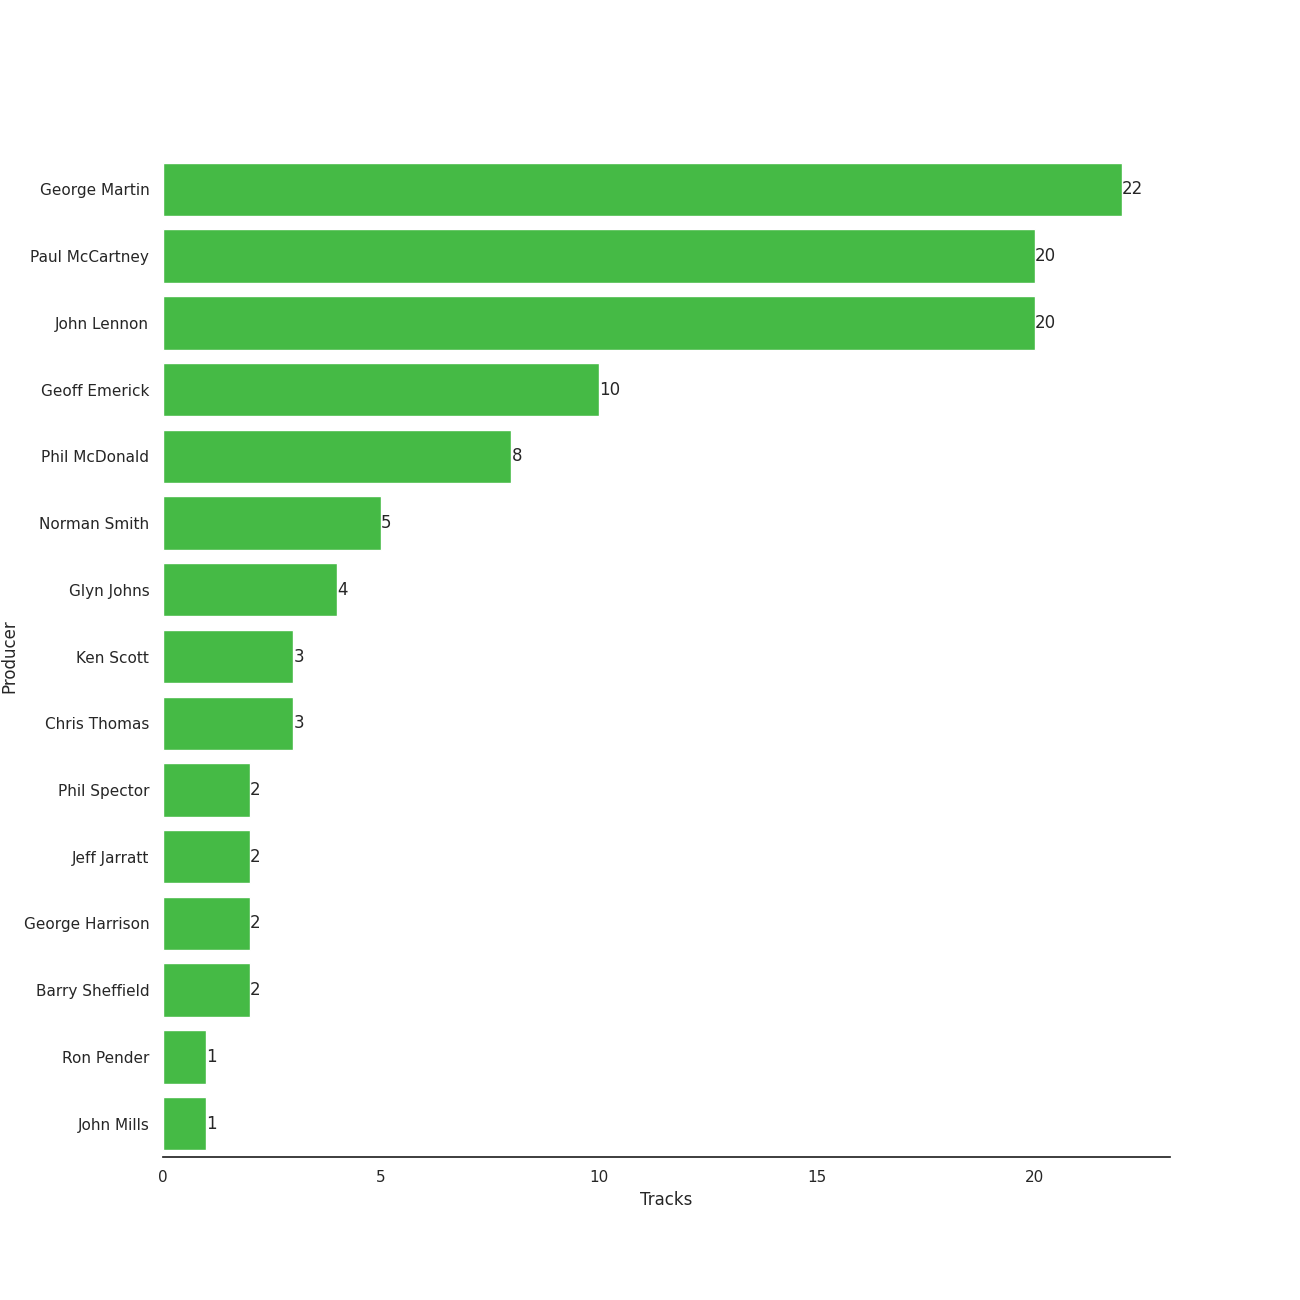 George Martin 22
Paul McCartney 20
John Lennon 20
Geoff Emerick 10
Phil McDonald 8
Norman Smith 5
Glyn Johns 4
Ken Scott 3
Chris Thomas 3
Phil Spector 2
Jeff Jarratt 2
George Harrison 2
Barry Sheffield 2
Ron Pender 1
John Mills 1
Producer
0 5 10 15 20
Tracks